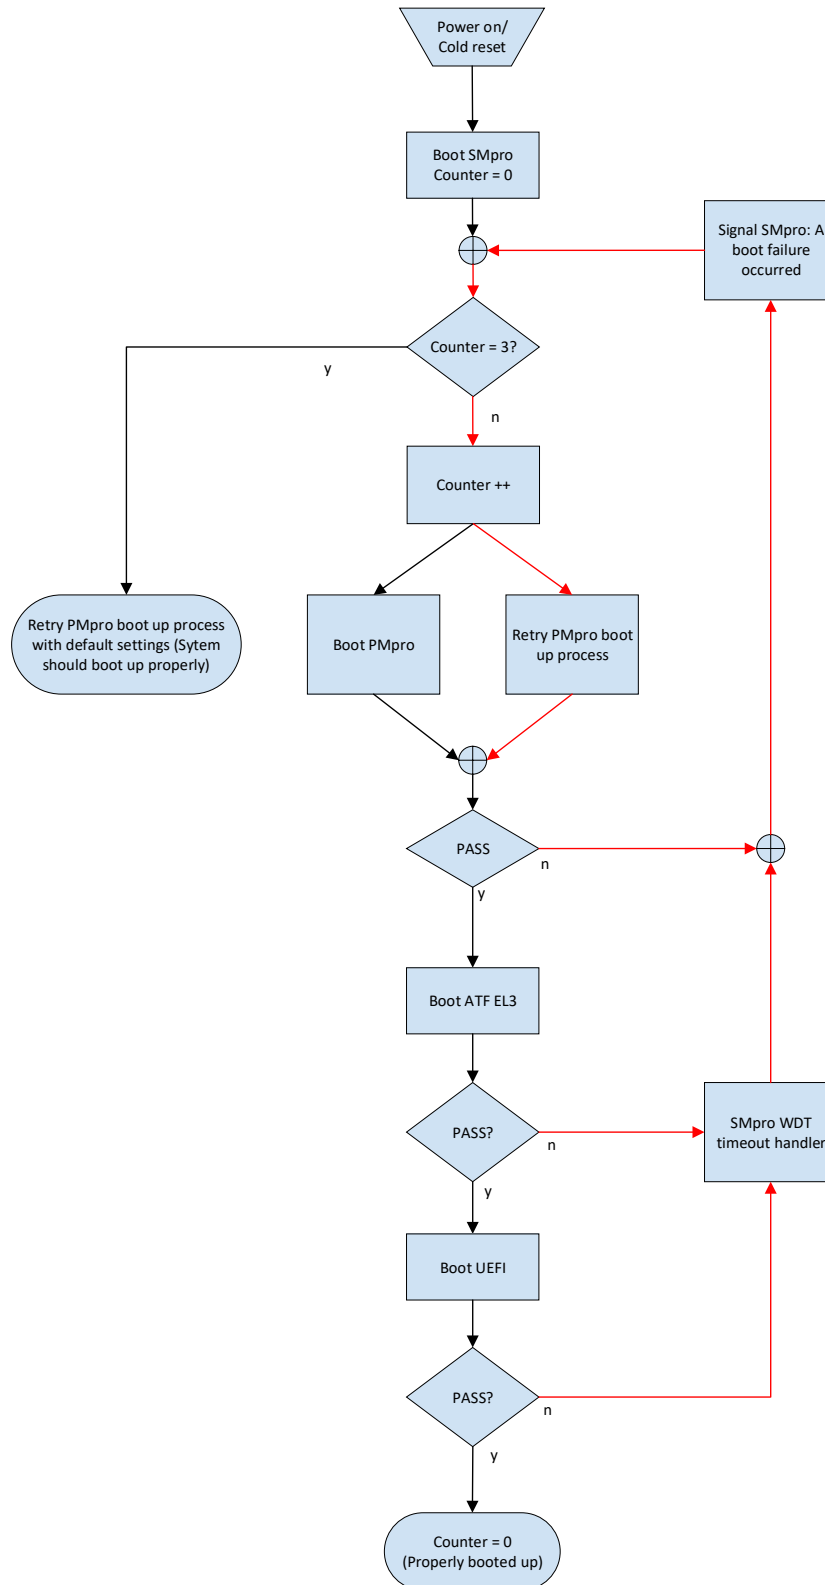 Power on/
Cold reset
Boot SMpro
Counter = 0
Signal SMpro: A
boot failure
occurred
Counter = 3?
y
n
Counter ++
Retry PMpro boot up process
with default settings (Sytem
should boot up properly)
Boot PMpro
Retry PMpro boot
up process
PASS
n
y
Boot ATF EL3
PASS?
n
y
SMpro WDT
timeout handler
Boot UEFI
PASS?
n
y
Counter = 0
(Properly booted up)